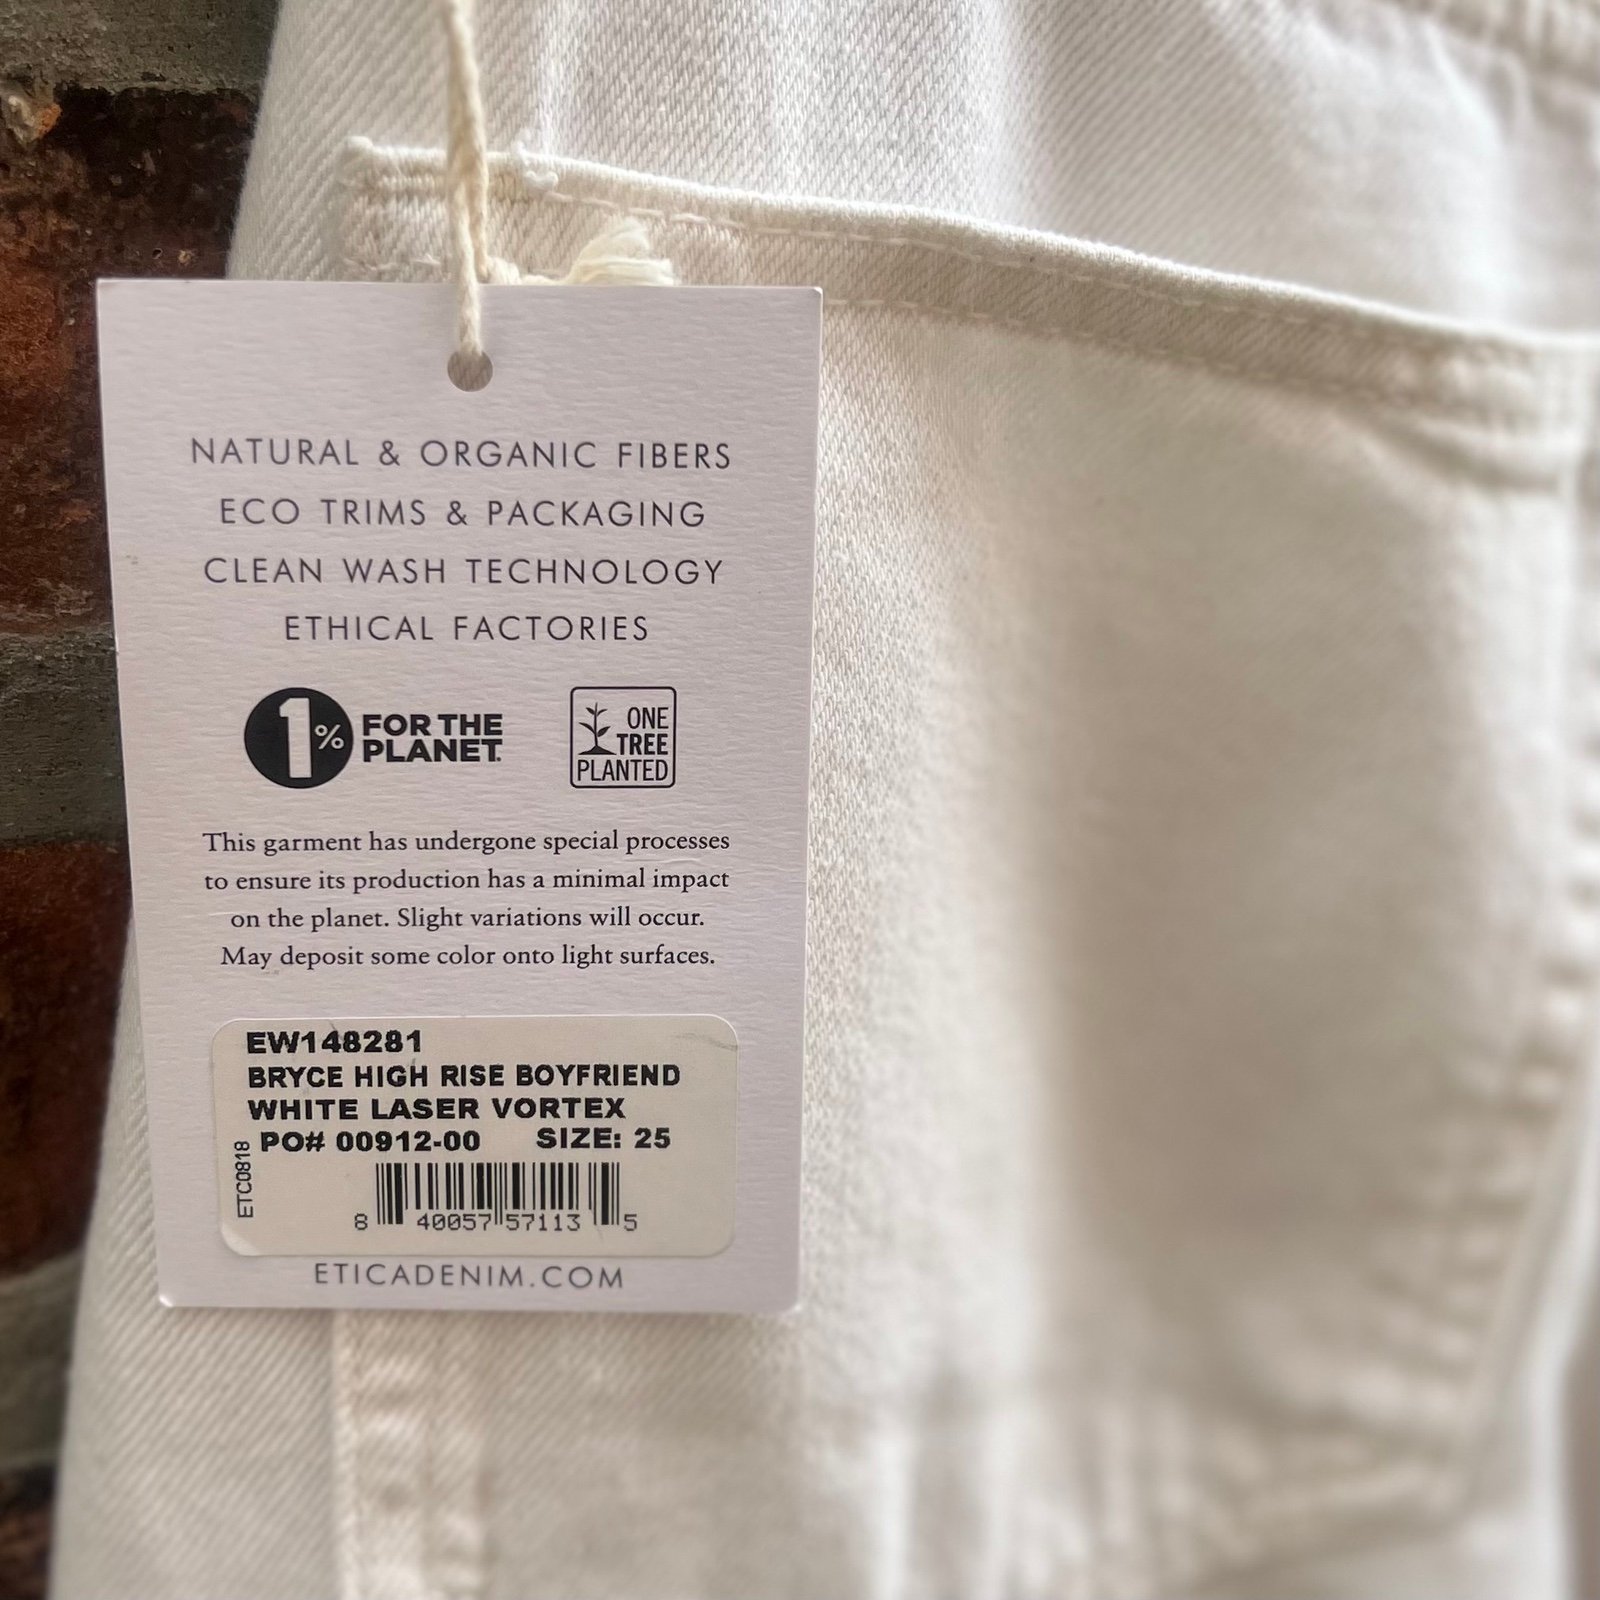 NATURAL & ORGANIC FIBERS
ECO TRIMS & PACKAGING
CLEAN WASH TECHNOLOGY
ETHICAL FACTORIES
1% FOR THE
PLANET.
ONE
TREE
PLANTED
This garment has undergone special processes
to ensure its production has a minimal impact
on the planet. Slight variations will occur.
May deposit some color onto light surfaces.
EW148281
BRYCE HIGH RISE BOYFRIEND
WHITE LASER VORTEX
PO# 00912-00 SIZE: 25
ETC0818
8 40057 57113 5
ETICADENIM.COM